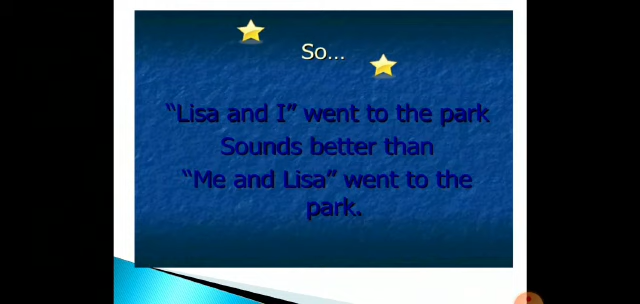 So...
“Lisa and I” went to the park
Sounds better than
“Me and Lisa” went to the
park.